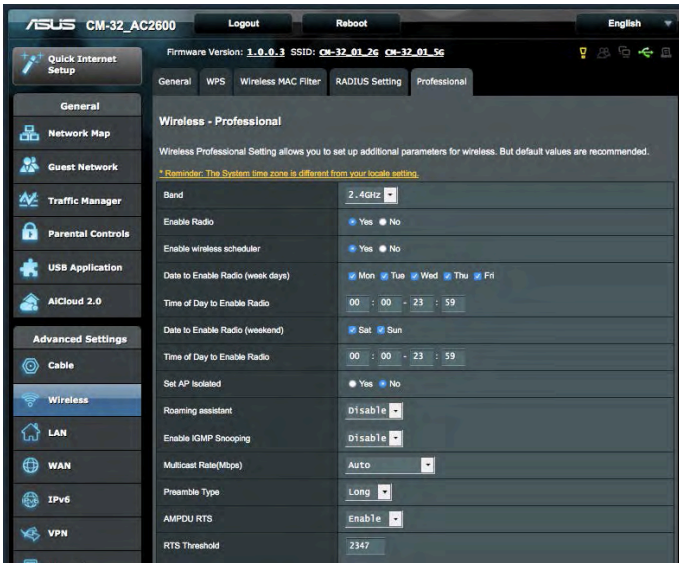 ASUS CM-32_AC2600 Logout Reboot English
Quick Internet Setup
Firmware Version: 1.0.0.3 SSID: CM-32_01_2G CM-32_01_5G
General WPS Wireless MAC Filter RADIUS Setting Professional
General
Network Map
Guest Network
Traffic Manager
Parental Controls
USB Application
AiCloud 2.0
Advanced Settings
Cable
Wireless
LAN
WAN
IPv6
VPN
Wireless - Professional
Wireless Professional Setting allows you to set up additional parameters for wireless. But default values are recommended.
* Reminder: The System time zone is different from your locale setting.
Band 2.4GHz
Enable Radio Yes No
Enable wireless scheduler Yes No
Date to Enable Radio (week days) Mon Tue Wed Thu Fri
Time of Day to Enable Radio 00 : 00 - 23 : 59
Date to Enable Radio (weekend) Sat Sun
Time of Day to Enable Radio 00 : 00 - 23 : 59
Set AP Isolated Yes No
Roaming assistant Disable
Enable IGMP Snooping Disable
Multicast Rate(Mbps) Auto
Preamble Type Long
AMPDU RTS Enable
RTS Threshold 2347